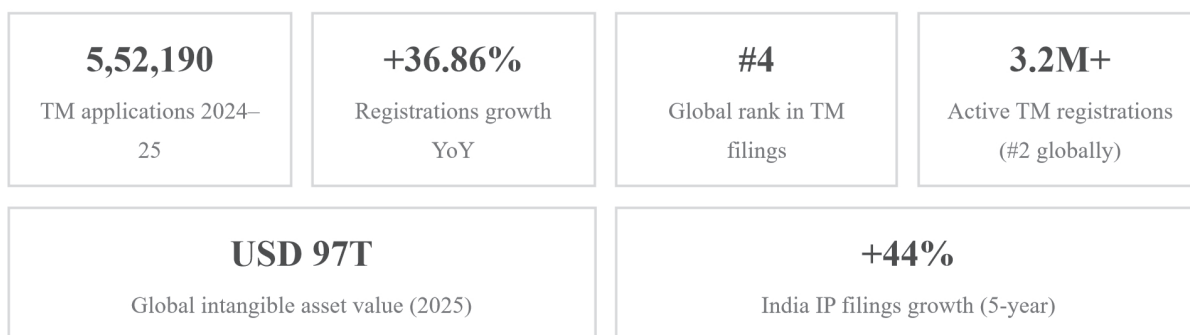 5,52,190
TM applications 2024–
25
+36.86%
Registrations growth
YoY
#4
Global rank in TM
filings
3.2M+
Active TM registrations
(#2 globally)
USD 97T
Global intangible asset value (2025)
+44%
India IP filings growth (5-year)